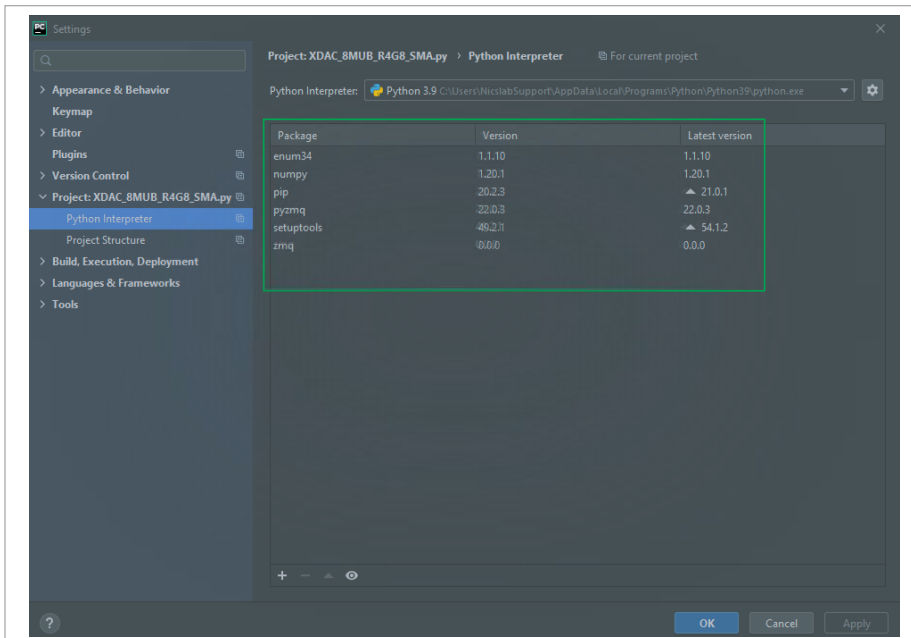 PC Settings
Project: XDAC_8MUB_R4G8_SMA.py > Python Interpreter For current project
Appearance & Behavior
Keymap
Editor
Plugins
Version Control
Project: XDAC_8MUB_R4G8_SMA.py
Python Interpreter
Project Structure
Build, Execution, Deployment
Languages & Frameworks
Tools
Python Interpreter: Python 3.9 C:\Users\NicslabSupport\AppData\Local\Programs\Python\Python39\python.exe
Package Version Latest version
enum34 1.1.10 1.1.10
numpy 1.20.1 1.20.1
pip 20.2.3 21.0.1
pyzmq 22.0.3 22.0.3
setuptools 49.2.1 54.1.2
zmq 0.0.0 0.0.0
? OK Cancel Apply